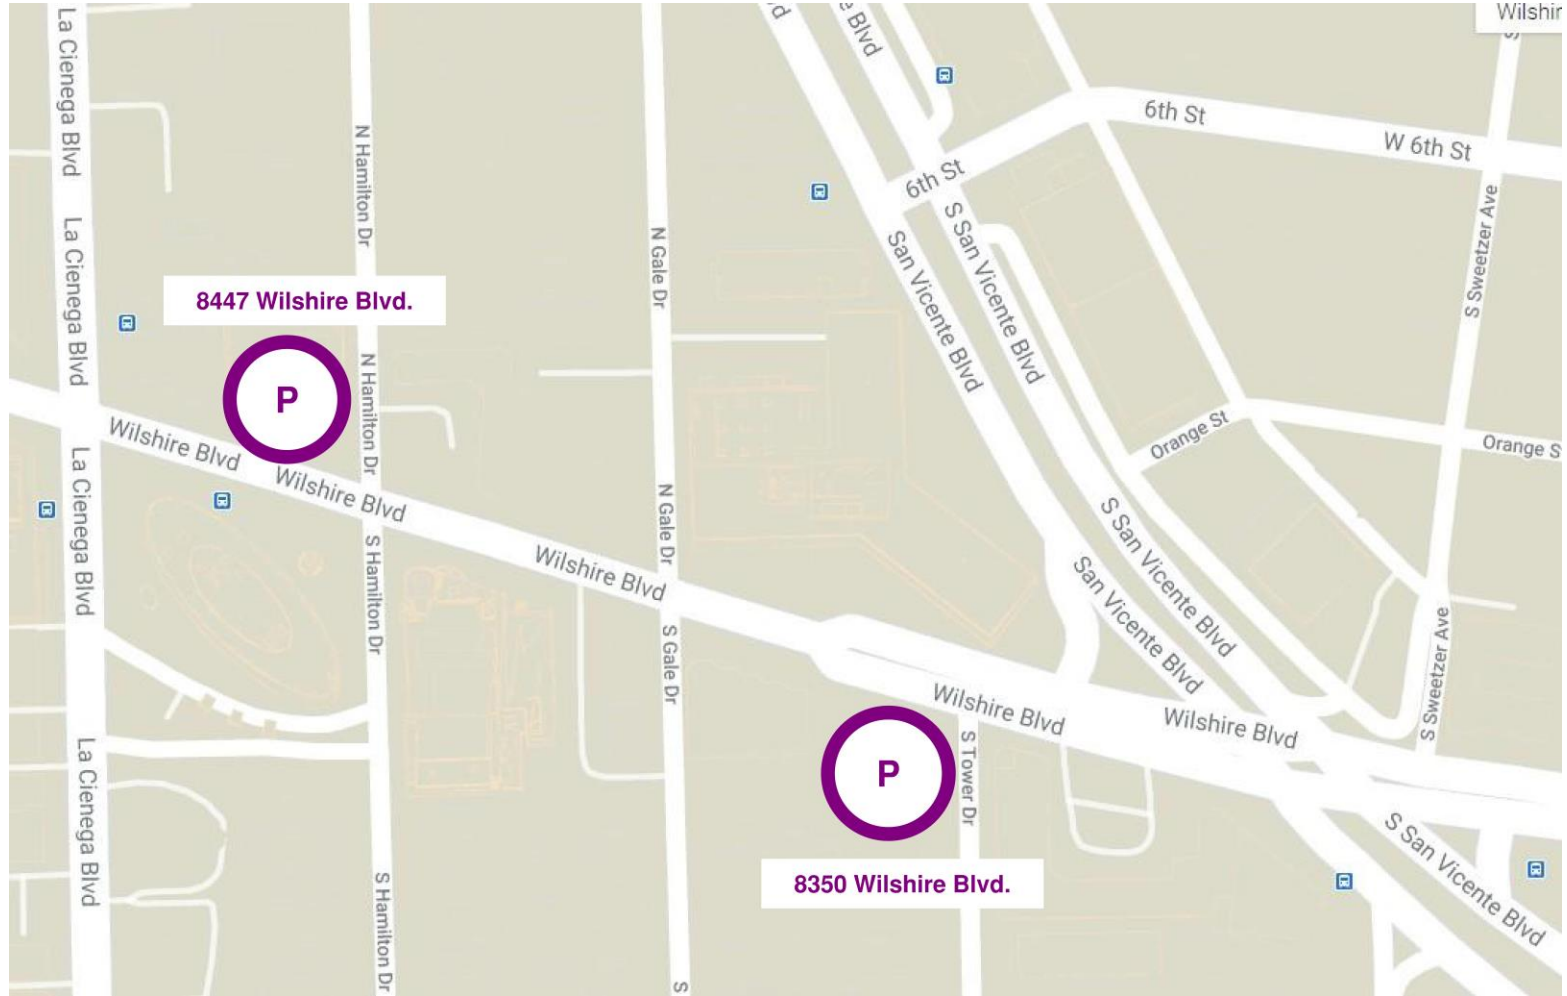 La Cienega Blvd
La Cienega Blvd
La Cienega Blvd
La Cienega Blvd
N Hamilton Dr
N Hamilton Dr
S Hamilton Dr
S Hamilton Dr
8447 Wilshire Blvd.
P
Wilshire Blvd
Wilshire Blvd
Wilshire Blvd
N Gale Dr
N Gale Dr
S Gale Dr
S
d
e Blvd
6th St
6th St
W 6th St
Wilshir
S
San Vicente Blvd
S San Vicente Blvd
S Sweetzer Ave
Orange St
Orange S
S San Vicente Blvd
San Vicente Blvd
S Sweetzer Ave
Wilshire Blvd
Wilshire Blvd
P
S Tower Dr
8350 Wilshire Blvd.
S San Vicente Blvd